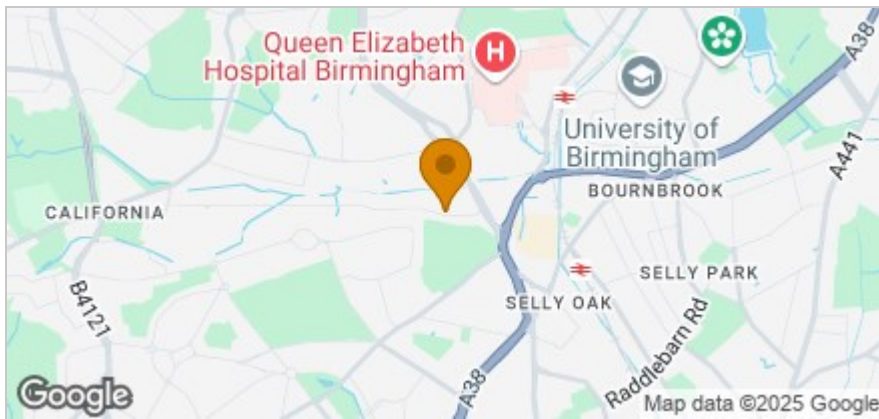 Queen Elizabeth
Hospital Birmingham
H
A38
University of
Birmingham
A441
BOURNBROOK
CALIFORNIA
SELLY PARK
B4121
SELLY OAK
Raddlebarn Rd
A38
Google
Map data ©2025 Google